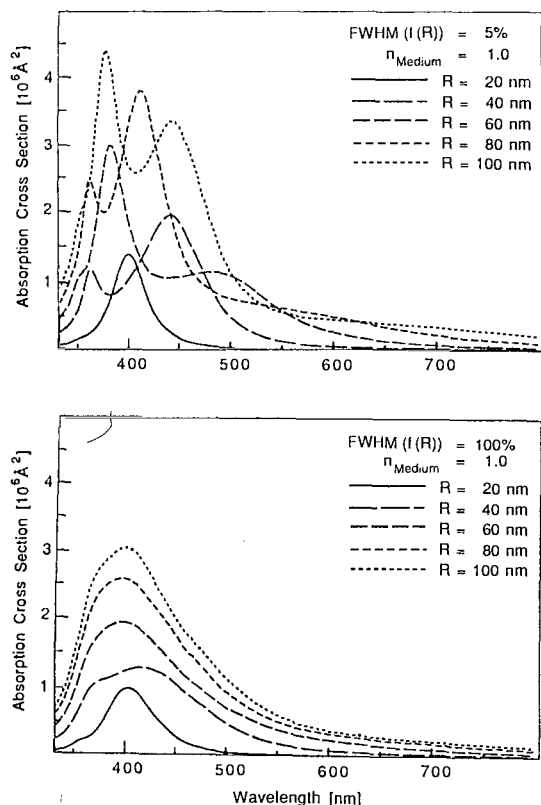 Absorption Cross Section [10⁶Å²]
4
3
2
1
FWHM (f(R)) = 5%
nMedium = 1.0
R = 20 nm
R = 40 nm
R = 60 nm
R = 80 nm
R = 100 nm
400 500 600 700
Absorption Cross Section [10⁶Å²]
4
3
2
1
FWHM (f(R)) = 100%
nMedium = 1.0
R = 20 nm
R = 40 nm
R = 60 nm
R = 80 nm
R = 100 nm
400 500 600 700
Wavelength [nm]